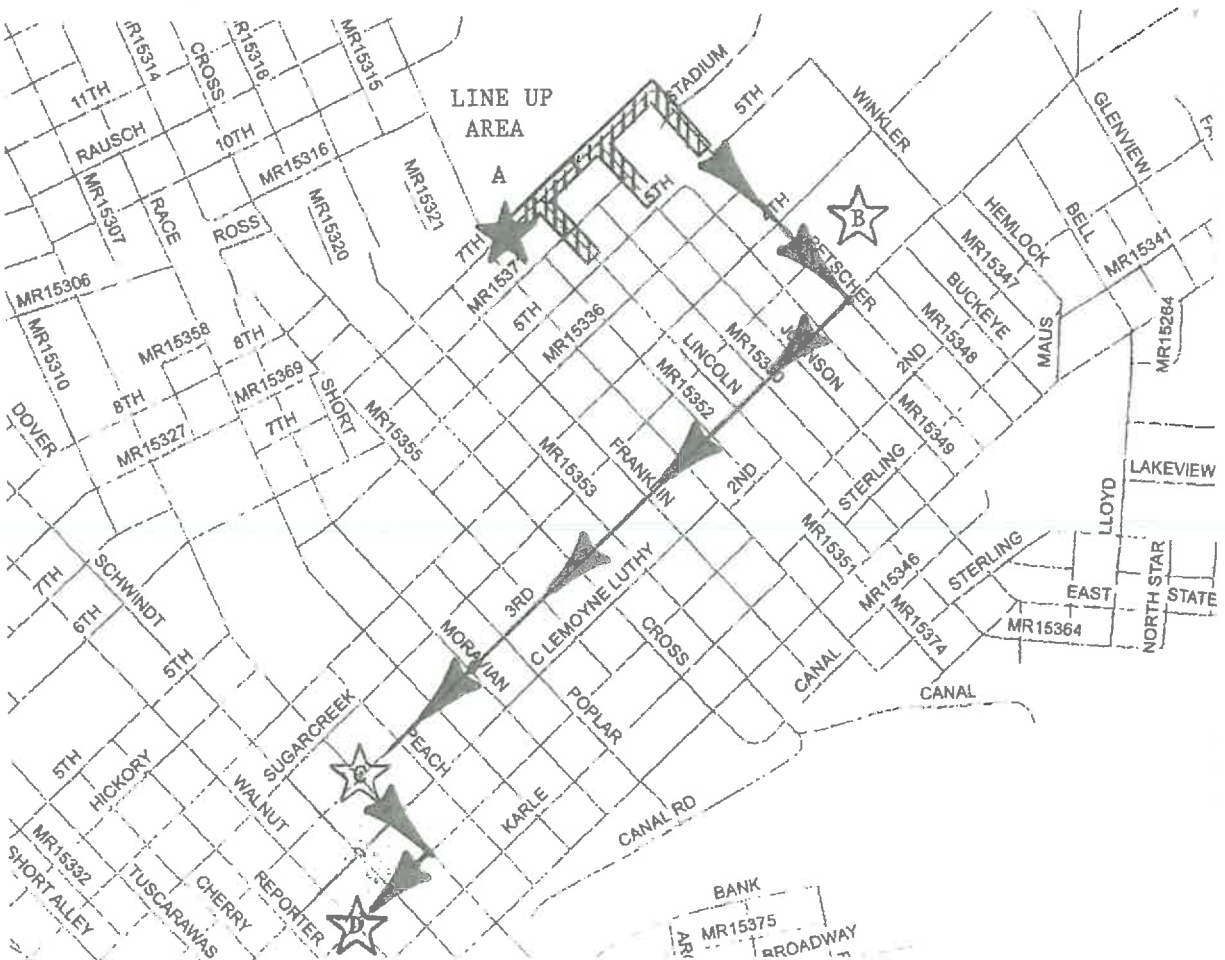 MR15314
CROSS
MR15318
MR15315
LINE UP
AREA
A
STADIUM
5TH
WINKLER
GLENVIEW
11TH
RAUSCH
10TH
MR15316
MR15307
RACE
ROSS
MR15320
MR15321
7TH
MR1537
5TH
5TH
B
HEMLOCK
BELL
MR15341
MR15347
BUCKEYE
MR15348
MAUS
MR15264
MR15306
MR15310
MR15358
8TH
MR15369
8TH
7TH
SHORT
MR15327
DOVER
MR15355
MR15336
LINCOLN
MR15352
2ND
MR15349
STERLING
FRANKLIN
MR15353
2ND
LAKEVIEW
LLOYD
MR15351
MR15346
STERLING
EAST
NORTH STAR
STATE
MR15364
MR15374
SCHWINDT
7TH
6TH
5TH
3RD
C LEMOYNE LUTHY
MORAVIAN
CROSS
CANAL
CANAL
POPLAR
SUGARCREEK
PEACH
C
KARLE
CANAL RD
5TH
HICKORY
WALNUT
MR15332
SHORT ALLEY
TUSCARAWAS
CHERRY
REPORTER
D
BANK
MR15375
BROADWAY